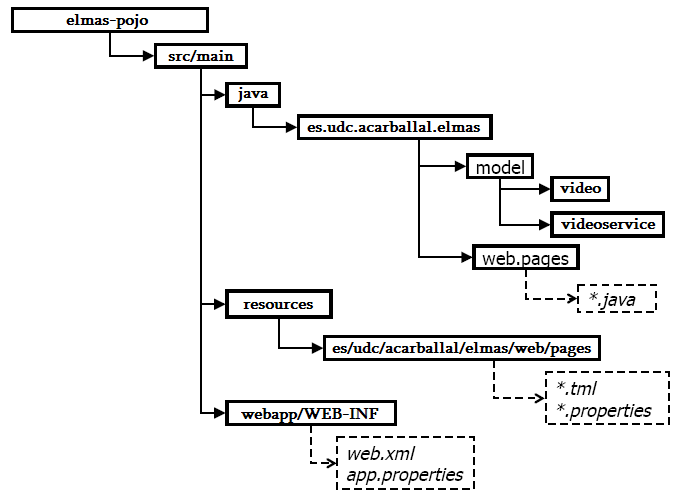 elmas-pojo
src/main
java
es.udc.acarballal.elmas
model
video
videoservice
web.pages
*.java
resources
es/udc/acarballal/elmas/web/pages
*.tml
*.properties
webapp/WEB-INF
web.xml
app.properties